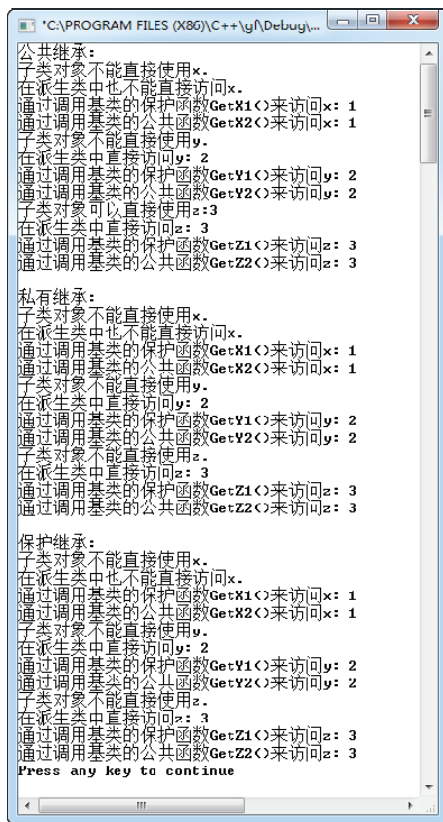 "C:\PROGRAM FILES (X86)\C++\yf\Debug\...
公共继承:
子类对象不能直接使用x.
在派生类中也不能直接访问x.
通过调用基类的保护函数GetX1()来访问x: 1
通过调用基类的公共函数GetX2()来访问x: 1
子类对象不能直接使用y.
在派生类中直接访问y: 2
通过调用基类的保护函数GetY1()来访问y: 2
通过调用基类的公共函数GetY2()来访问y: 2
子类对象可以直接使用z:3
在派生类中直接访问z: 3
通过调用基类的保护函数GetZ1()来访问z: 3
通过调用基类的公共函数GetZ2()来访问z: 3
私有继承:
子类对象不能直接使用x.
在派生类中也不能直接访问x.
通过调用基类的保护函数GetX1()来访问x: 1
通过调用基类的公共函数GetX2()来访问x: 1
子类对象不能直接使用y.
在派生类中直接访问y: 2
通过调用基类的保护函数GetY1()来访问y: 2
通过调用基类的公共函数GetY2()来访问y: 2
子类对象不能直接使用z.
在派生类中直接访问z: 3
通过调用基类的保护函数GetZ1()来访问z: 3
通过调用基类的公共函数GetZ2()来访问z: 3
保护继承:
子类对象不能直接使用x.
在派生类中也不能直接访问x.
通过调用基类的保护函数GetX1()来访问x: 1
通过调用基类的公共函数GetX2()来访问x: 1
子类对象不能直接使用y.
在派生类中直接访问y: 2
通过调用基类的保护函数GetY1()来访问y: 2
通过调用基类的公共函数GetY2()来访问y: 2
子类对象不能直接使用z.
在派生类中直接访问z: 3
通过调用基类的保护函数GetZ1()来访问z: 3
通过调用基类的公共函数GetZ2()来访问z: 3
Press any key to continue